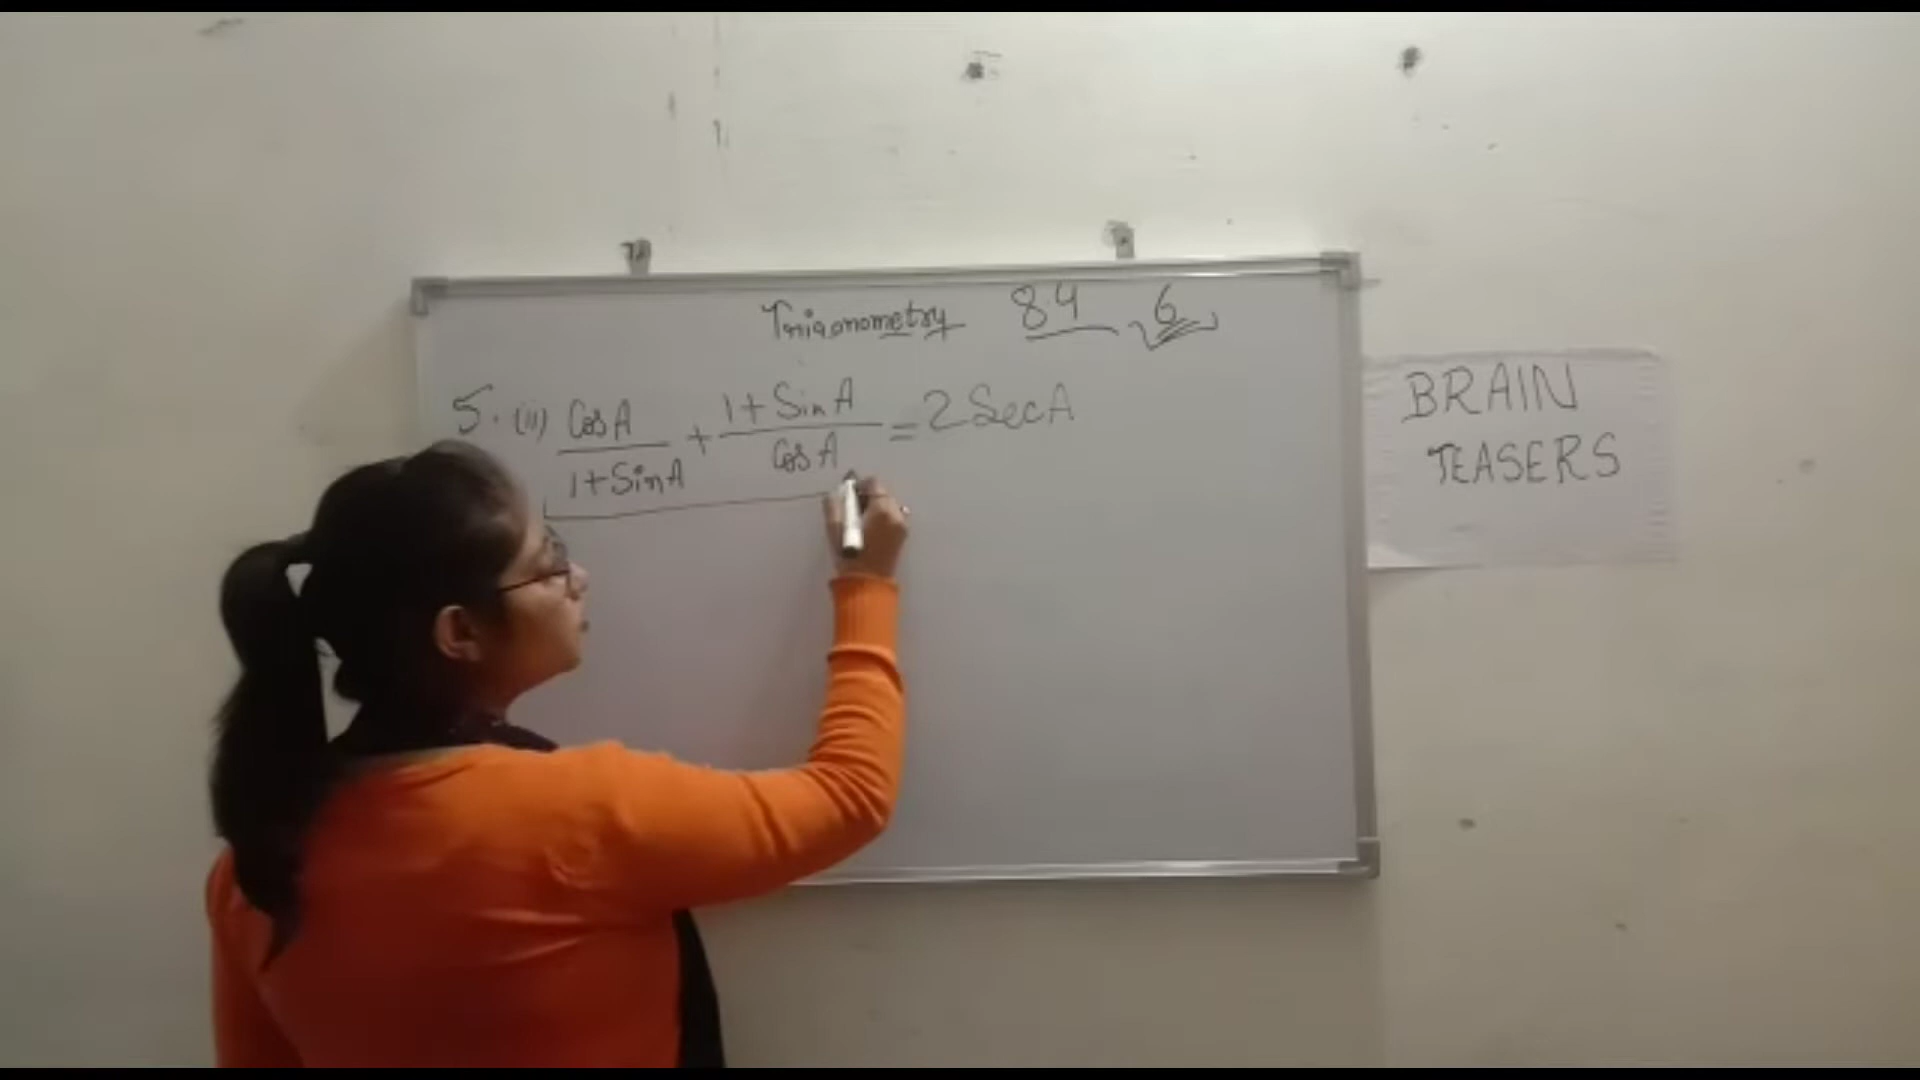 Trigonometry 8.4 6
5. (ii) CosA/1+SinA + 1+SinA/CosA = 2SecA
BRAIN
TEASERS